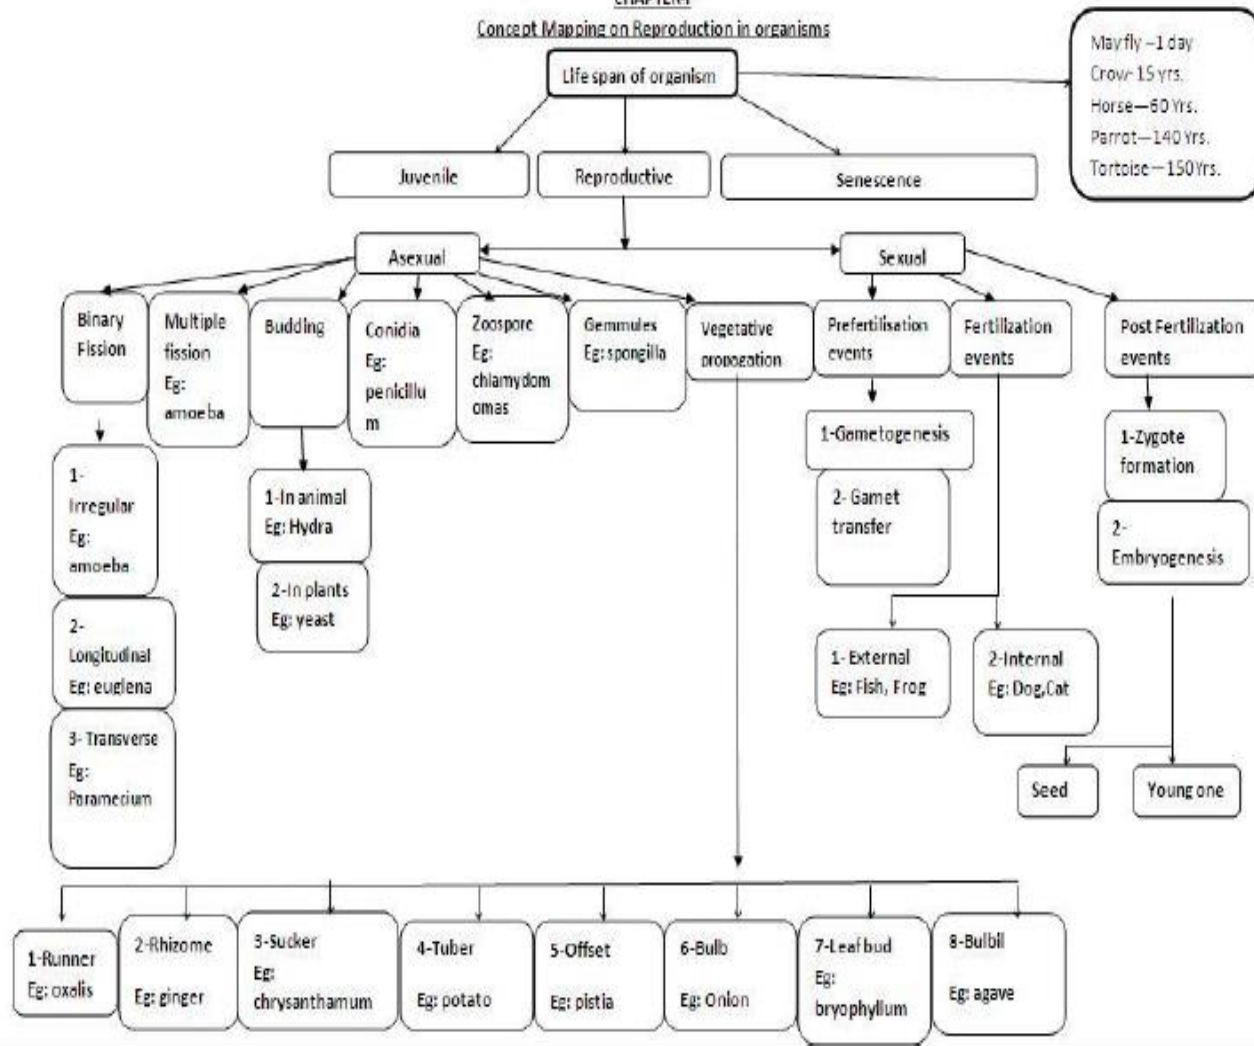 Concept Mapping on Reproduction in organisms
Life span of organism
May fly –1 day
Crow- 15 yrs.
Horse—60 Yrs.
Parrot—140 Yrs.
Tortoise—150Yrs.
Juvenile
Reproductive
Senescence
Asexual
Sexual
Binary
Fission
Multiple
fission
Eg:
amoeba
Budding
Conidia
Eg:
penicillu
m
Zoospore
Eg:
chlamydom
omas
Gemmules
Eg: spongilla
Vegetative
propagation
Prefertilisation
events
Fertilization
events
Post Fertilization
events
1-
Irregular
Eg:
amoeba
2-
Longitudinal
Eg: euglena
3- Transverse
Eg:
Paramecium
1-In animal
Eg: Hydra
2-In plants
Eg: yeast
1-Gametogenesis
2- Gamet
transfer
1- External
Eg: Fish, Frog
2-Internal
Eg: Dog,Cat
1-Zygote
formation
2-
Embryogenesis
Seed
Young one
1-Runner
Eg: oxalis
2-Rhizome
Eg: ginger
3-Sucker
Eg:
chrysanthamum
4-Tuber
Eg: potato
5-Offset
Eg: pistia
6-Bulb
Eg: Onion
7-Leaf bud
Eg:
bryophyllum
8-Bulbil
Eg: agave